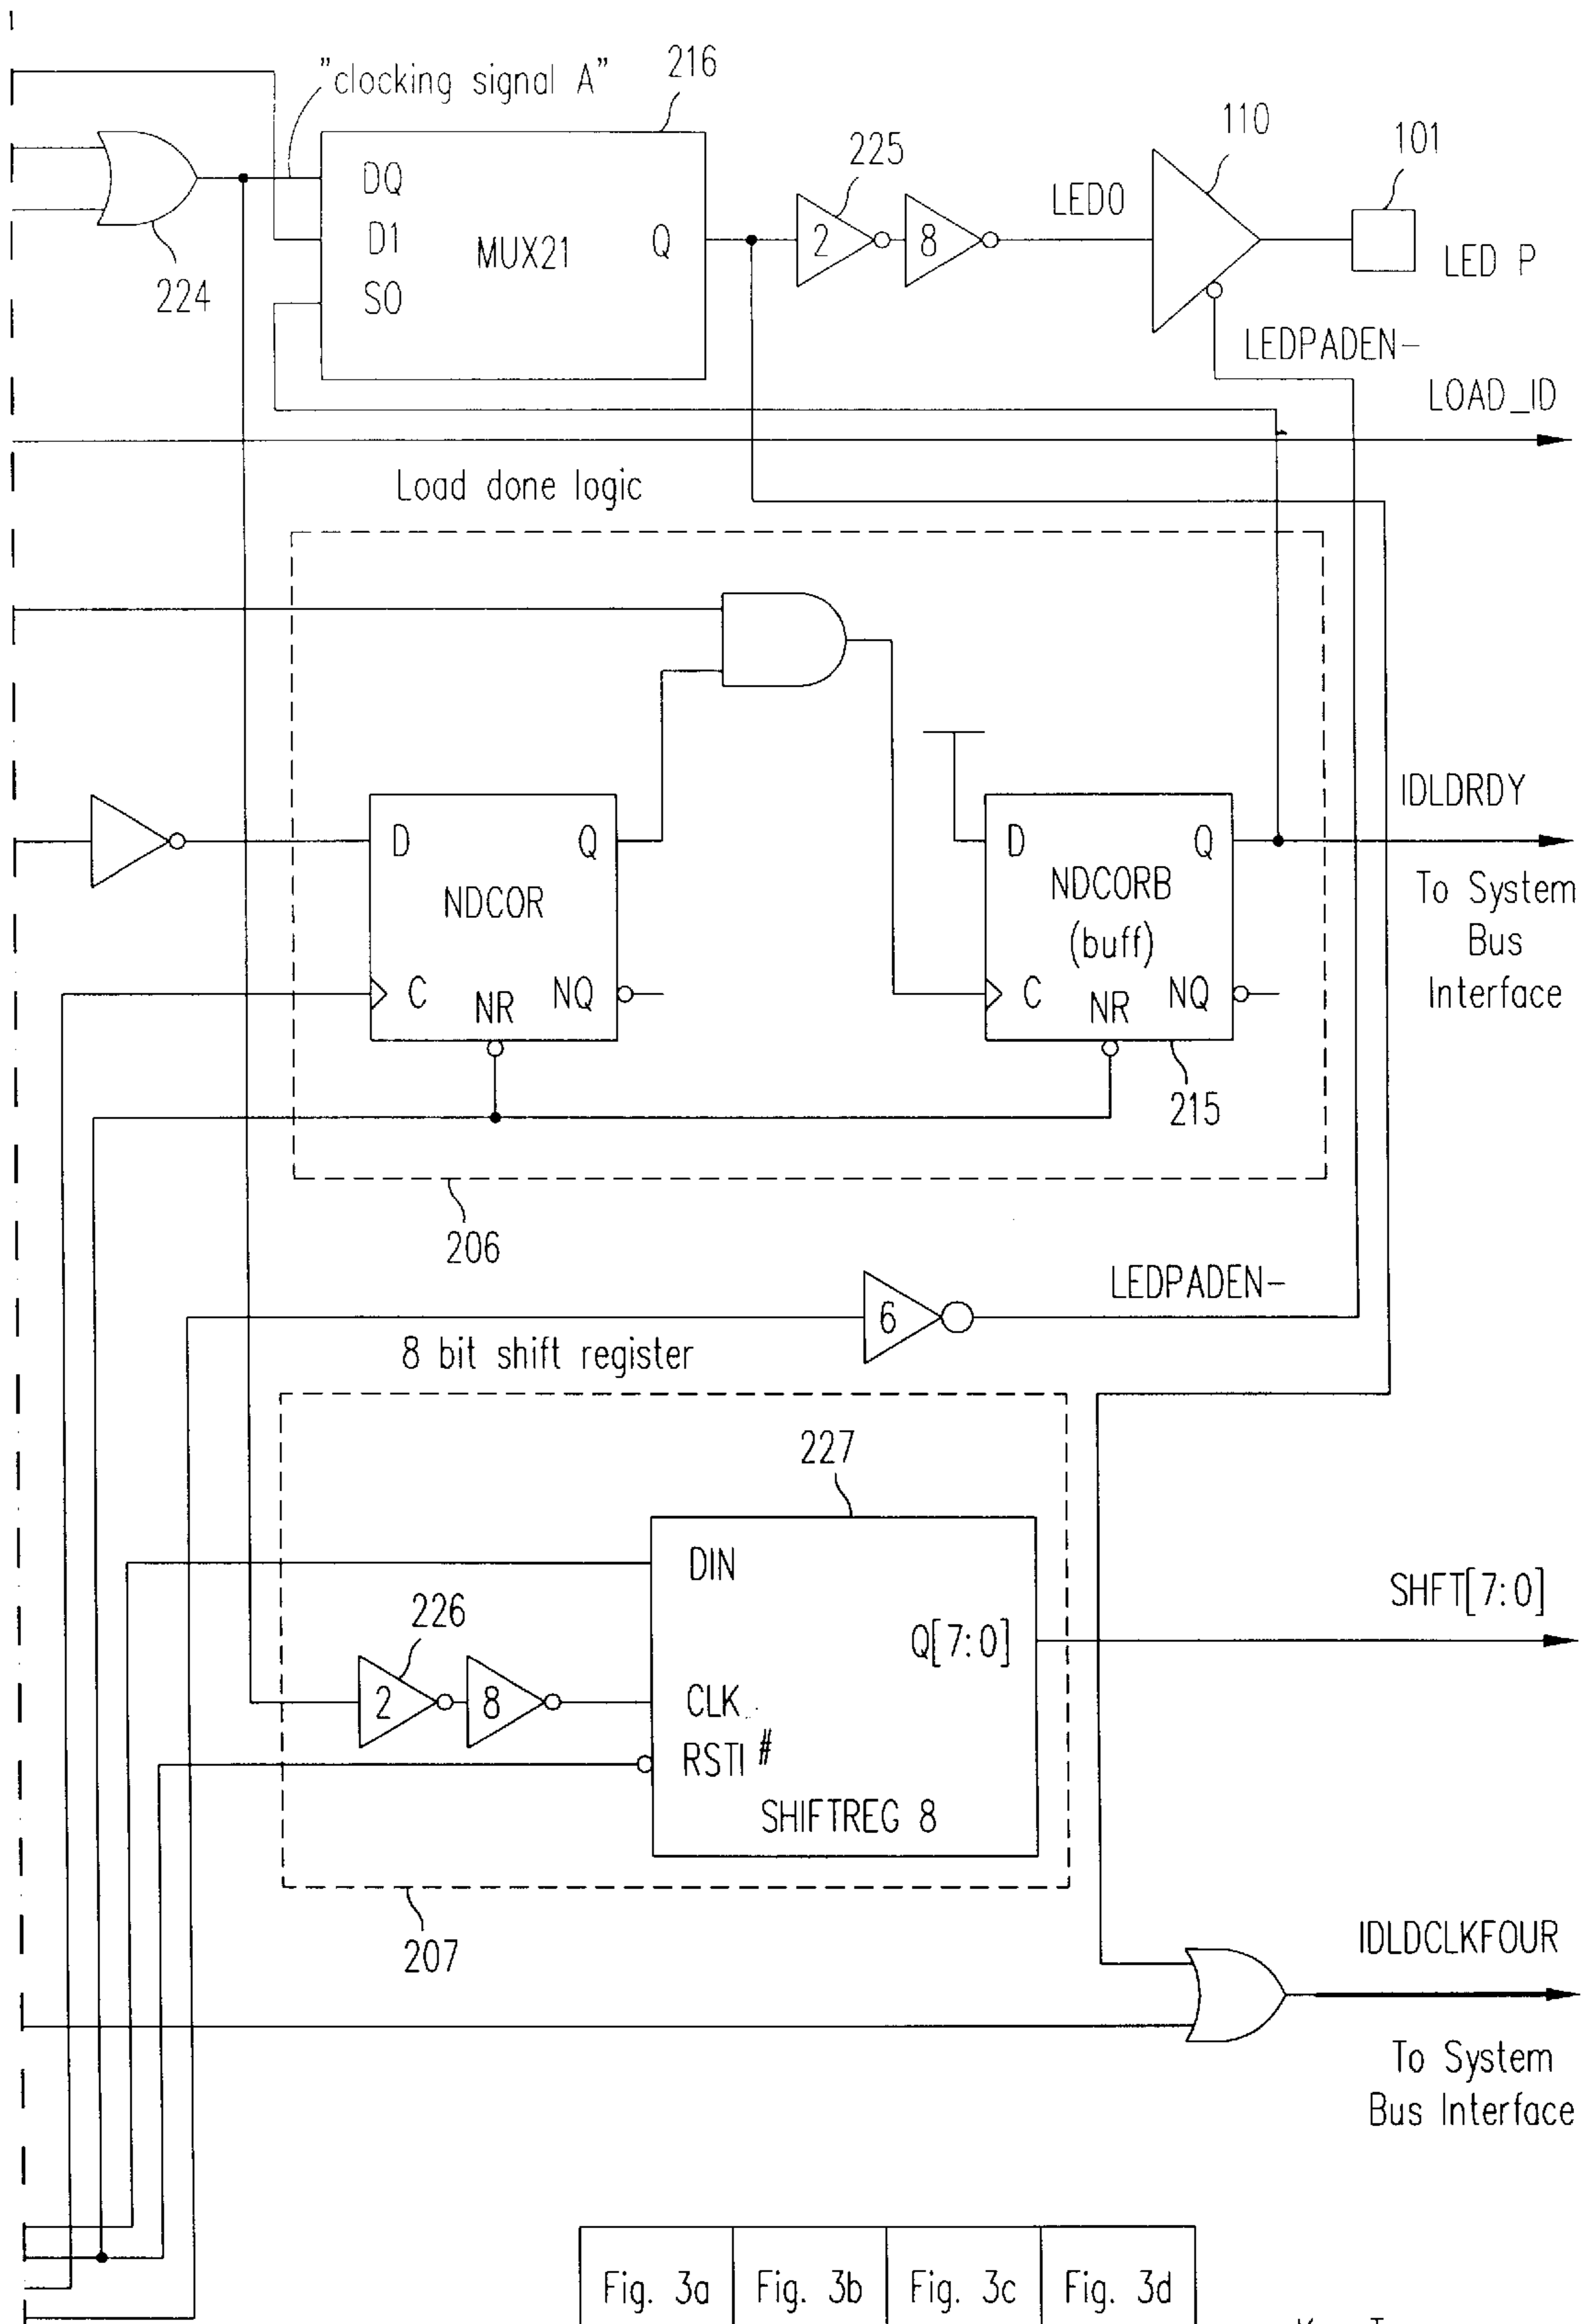 "clocking signal A"
216
DQ
D1
SO
MUX21
Q
224
225
2
8
LEDO
110
101
LED P
LEDPADEN-
LOAD_ID
Load done logic
D
Q
NDCOR
C
NR
NQ
D
Q
NDCORB
(buff)
C
NR
NQ
215
IDLDRDY
To System
Bus
Interface
206
6
LEDPADEN-
8 bit shift register
227
DIN
226
2
8
Q[7:0]
CLK
RSTI #
SHIFTREG 8
SHFT[7:0]
207
IDLDCLKFOUR
To System
Bus Interface
Fig. 3a
Fig. 3b
Fig. 3c
Fig. 3d